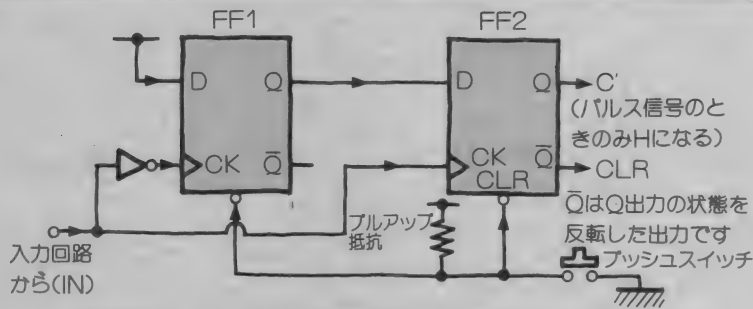 FF1
FF2
D
Q
D
Q
C'
(パルス信号のと
きのみHになる)
CK
Q̅
CK
Q̅
CLR
CLR
Q̅はQ出力の状態を
反転した出力です
プルアップ
抵抗
プッシュスイッチ
入力回路
から(IN)